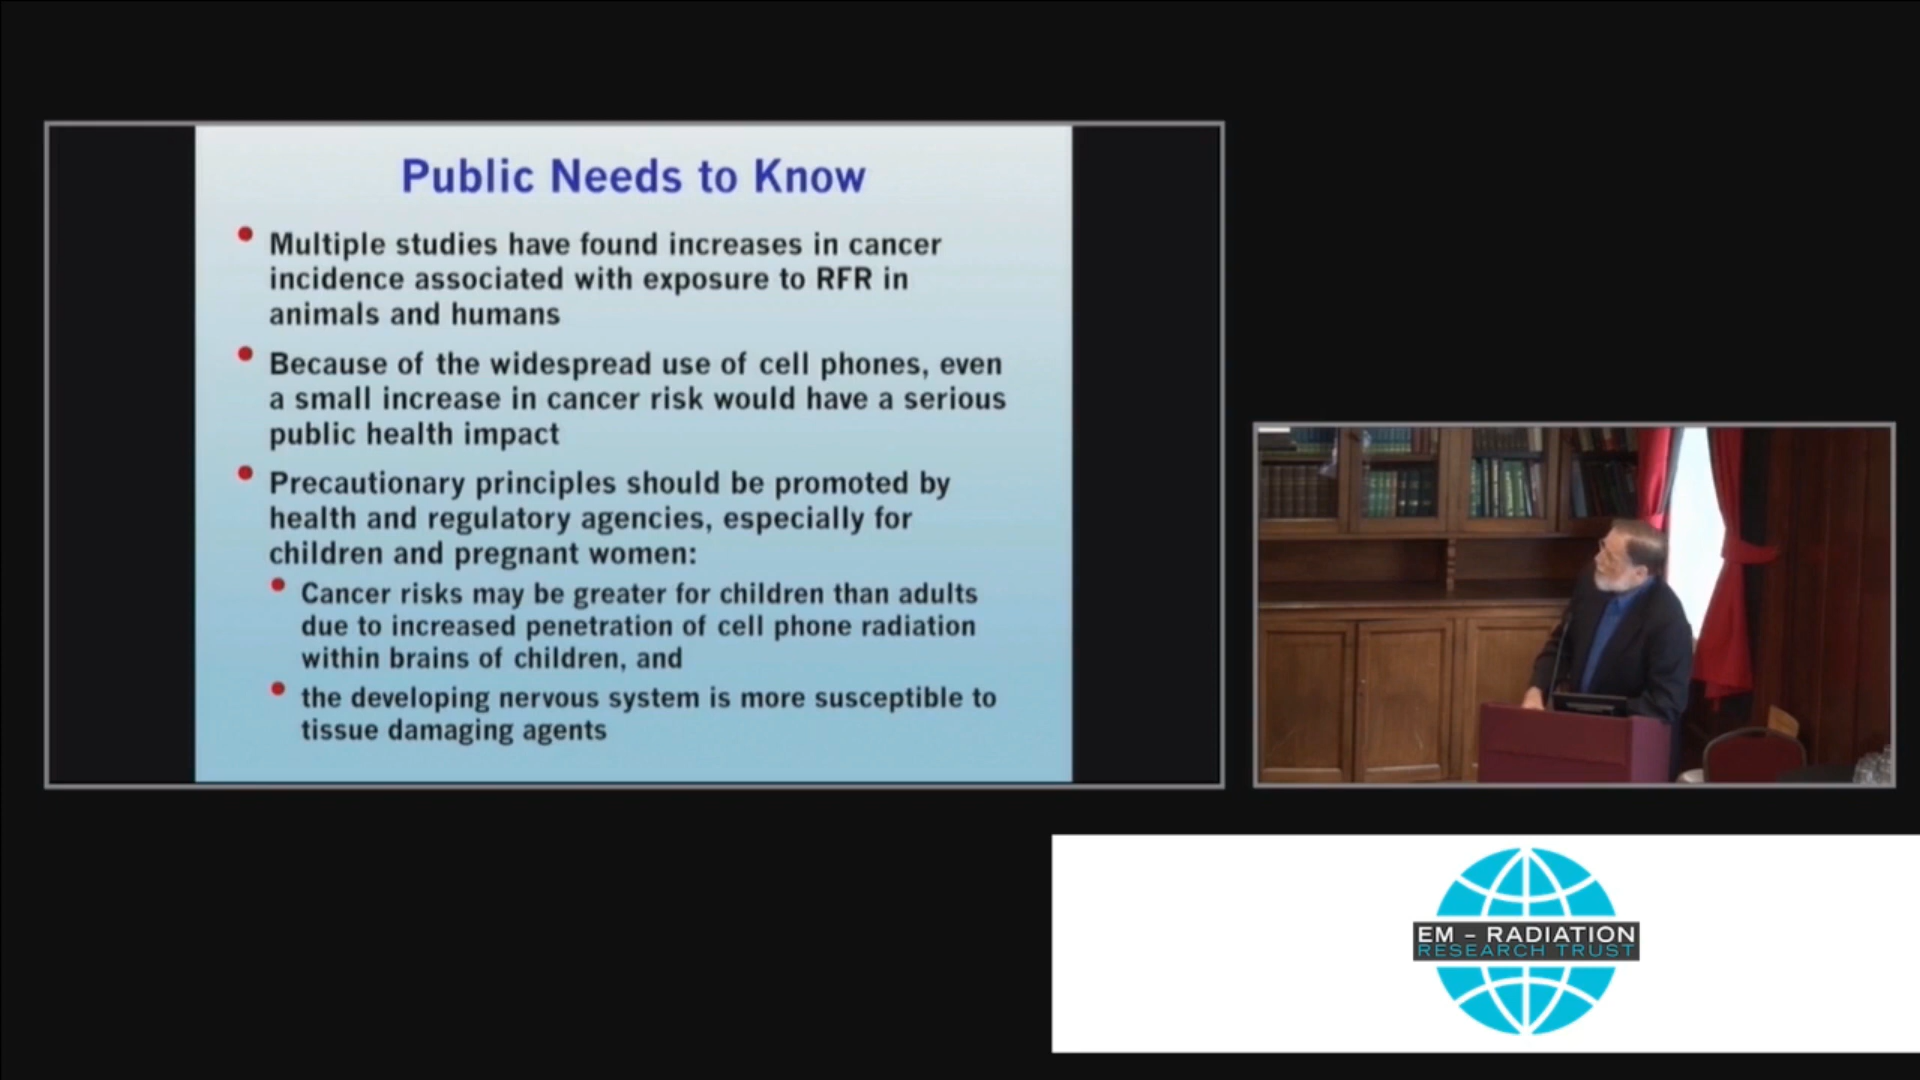 Public Needs to Know
Multiple studies have found increases in cancer
incidence associated with exposure to RFR in
animals and humans
Because of the widespread use of cell phones, even
a small increase in cancer risk would have a serious
public health impact
Precautionary principles should be promoted by
health and regulatory agencies, especially for
children and pregnant women:
Cancer risks may be greater for children than adults
due to increased penetration of cell phone radiation
within brains of children, and
the developing nervous system is more susceptible to
tissue damaging agents
EM – RADIATION
RESEARCH TRUST